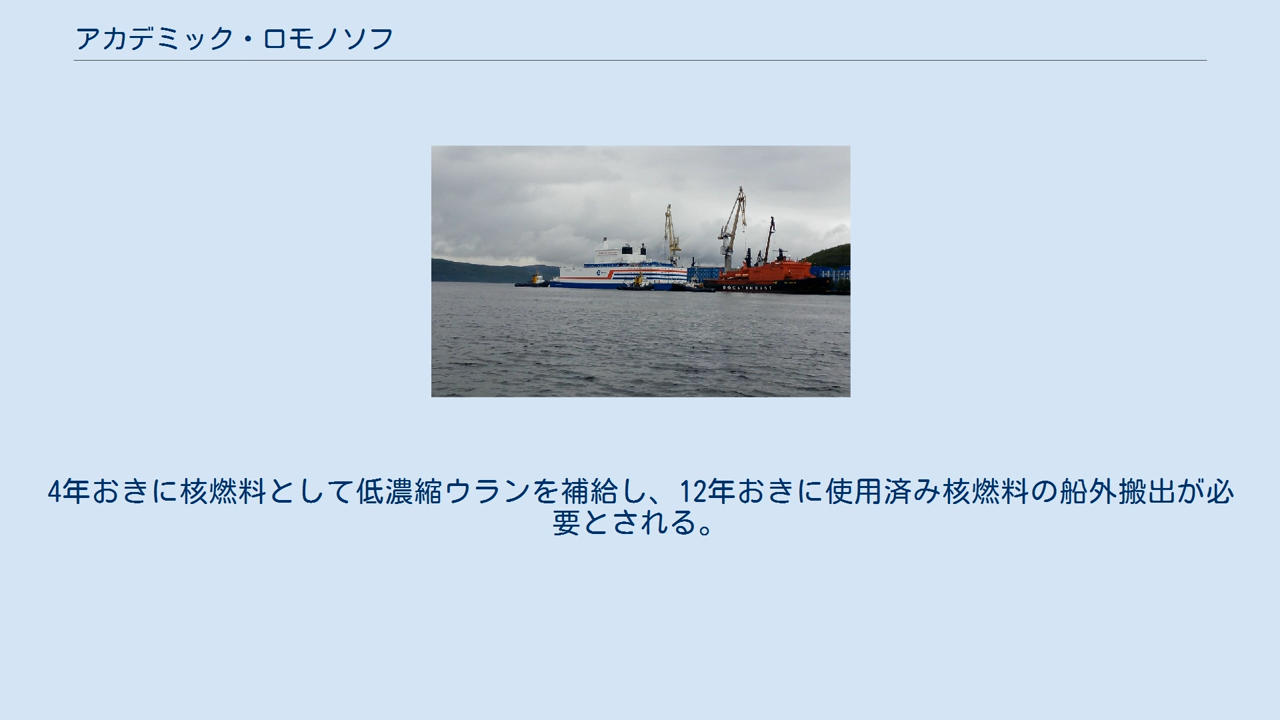 アカデミック・ロモノソフ
4年おきに核燃料として低濃縮ウランを補給し、12年おきに使用済み核燃料の船外搬出が必
要とされる。